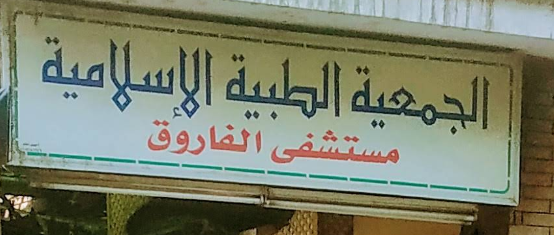 الجمعية الطبية الإسلامية
مستشفى الفاروق